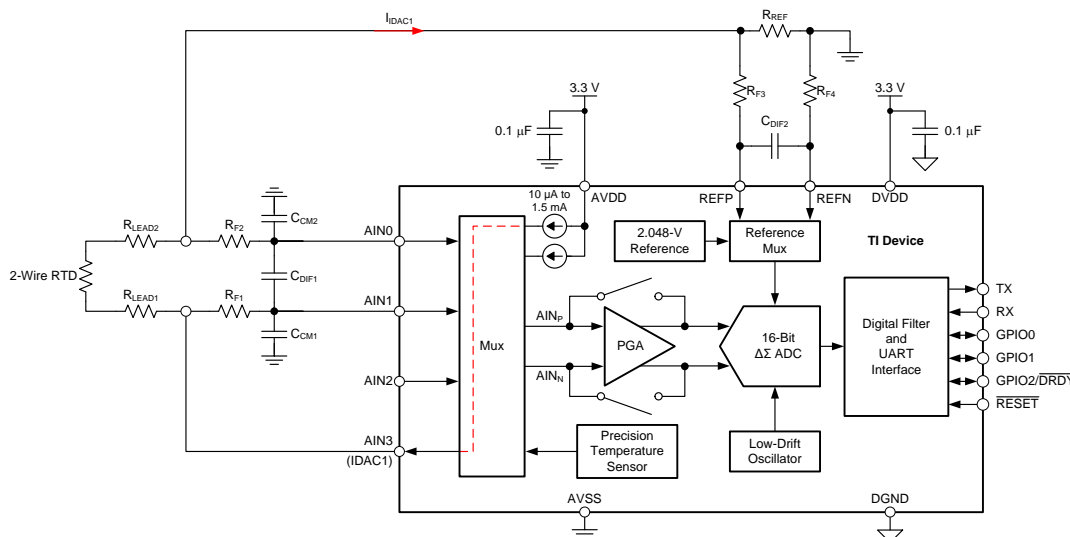 I_IDAC1
R_REF
R_F3
R_F4
3.3 V
3.3 V
C_DIF2
0.1 μF
0.1 μF
10 μA to
1.5 mA
AVDD
REFP
REFN
DVDD
R_LEAD2
R_F2
C_CM2
AIN0
2.048-V
Reference
Reference
Mux
TI Device
2-Wire RTD
C_DIF1
R_LEAD1
R_F1
AIN1
C_CM1
Mux
AIN_P
PGA
AIN_N
16-Bit
ΔΣ ADC
Digital Filter
and
UART
Interface
TX
RX
GPIO0
GPIO1
GPIO2/DRDY
RESET
AIN2
AIN3
(IDAC1)
Precision
Temperature
Sensor
Low-Drift
Oscillator
AVSS
DGND